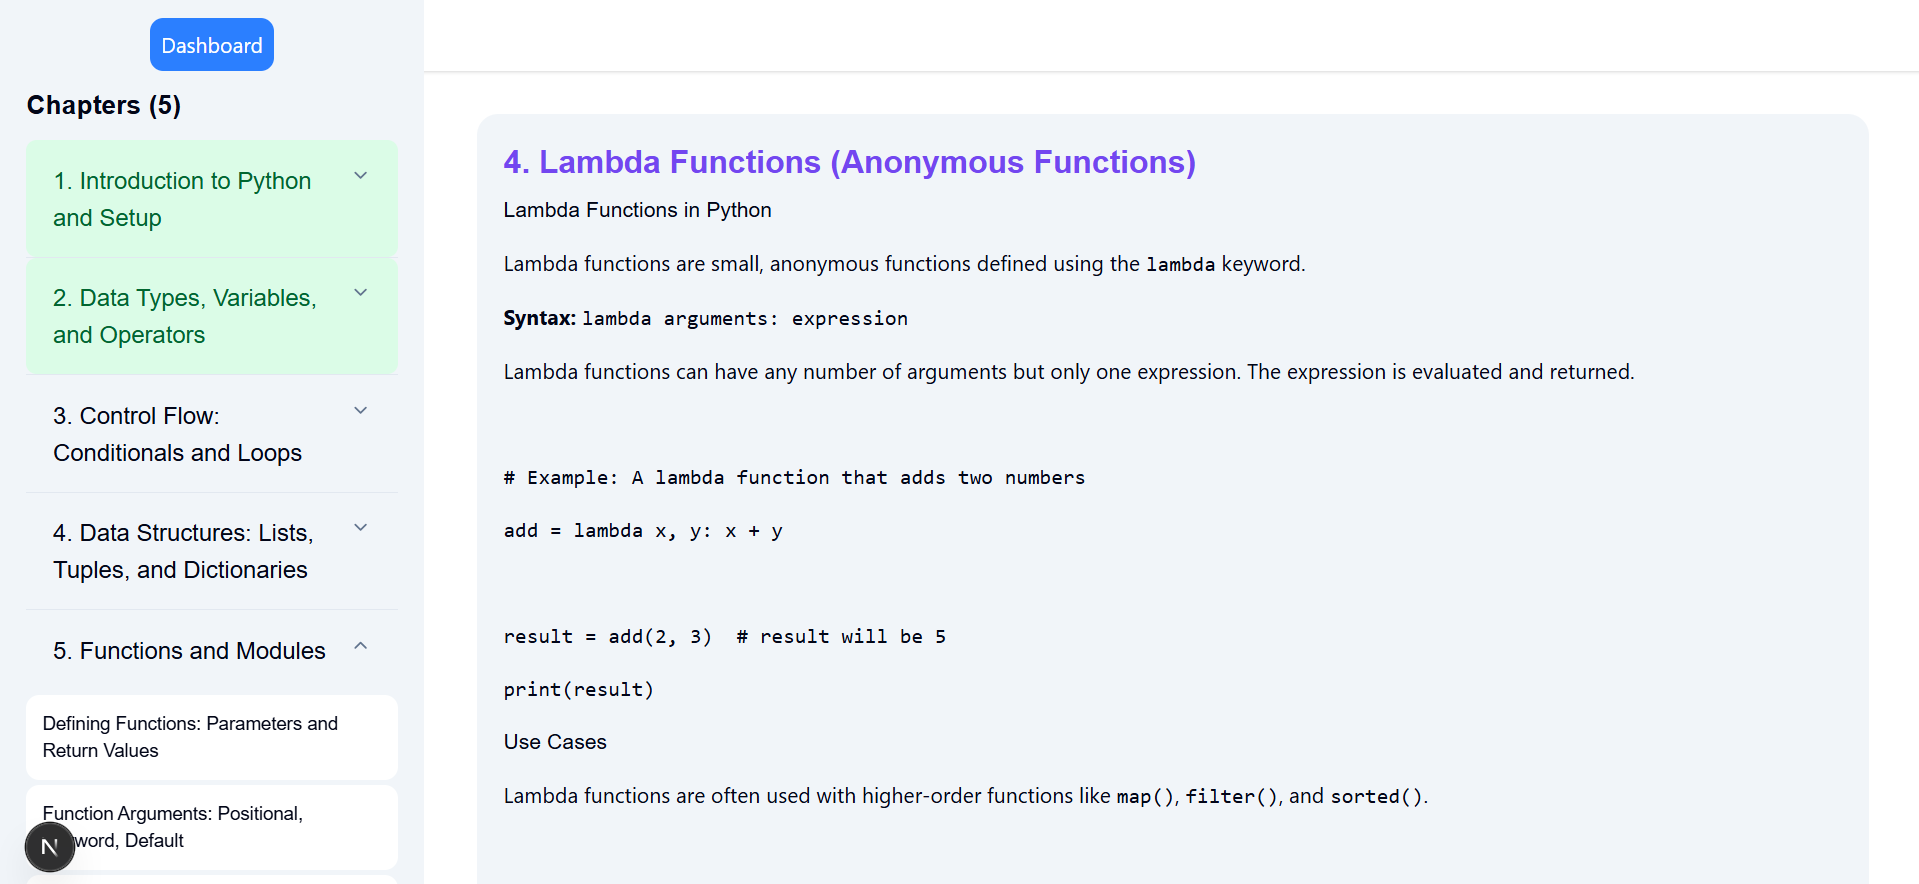 Dashboard
Chapters (5)
1. Introduction to Python
and Setup
2. Data Types, Variables,
and Operators
3. Control Flow:
Conditionals and Loops
4. Data Structures: Lists,
Tuples, and Dictionaries
5. Functions and Modules
Defining Functions: Parameters and
Return Values
Function Arguments: Positional,
word, Default
N
4. Lambda Functions (Anonymous Functions)
Lambda Functions in Python
Lambda functions are small, anonymous functions defined using the lambda keyword.
Syntax: lambda arguments: expression
Lambda functions can have any number of arguments but only one expression. The expression is evaluated and returned.
# Example: A lambda function that adds two numbers
add = lambda x, y: x + y
result = add(2, 3)  # result will be 5
print(result)
Use Cases
Lambda functions are often used with higher-order functions like map(), filter(), and sorted().